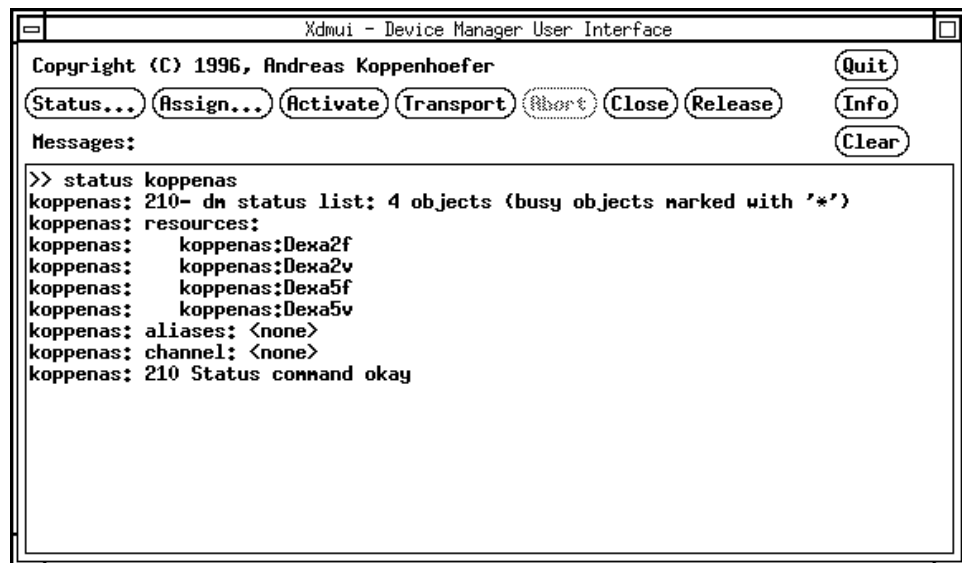 Xdmui - Device Manager User Interface
Copyright (C) 1996, Andreas Koppenhoefer
Quit
Status... Assign... Activate Transport Abort Close Release
Info
Messages:
Clear
>> status koppenas
koppenas: 210- dm status list: 4 objects (busy objects marked with '*')
koppenas: resources:
koppenas:    koppenas:Dexa2f
koppenas:    koppenas:Dexa2v
koppenas:    koppenas:Dexa5f
koppenas:    koppenas:Dexa5v
koppenas: aliases: <none>
koppenas: channel: <none>
koppenas: 210 Status command okay